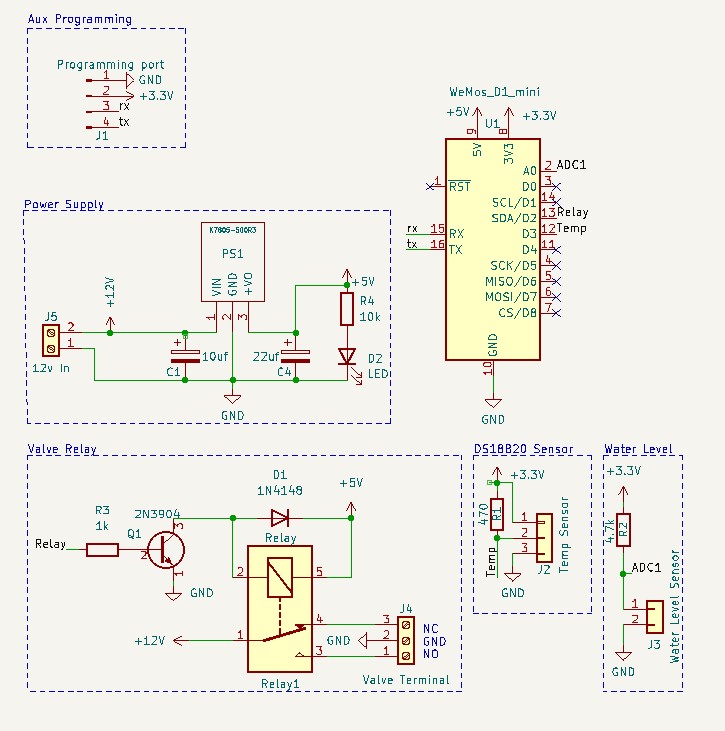 Aux Programming
Programming port
1 GND
2 +3.3V
3 rx
4 tx
J1
WeMos_D1_mini
+5V +3.3V
U1
9 8
5V 3V3
A0 2 ADC1
1 RST D0 3
SCL/D1 14
SDA/D2 13 Relay
rx 15 RX D3 12 Temp
tx 16 TX D4 11
SCK/D5 4
MISO/D6 5
MOSI/D7 6
CS/D8 7
GND
10
GND
Power Supply
K7805-500R3
PS1
VIN GND +VO
1 2 3
+12V
+5V
R4
10k
J5
2
1
12v In
+
10uf
C1
+
22uf
C4
D2
LED
GND
Valve Relay
D1
1N4148
+5V
R3
1k
2N3904
Q1
3
2
1
Relay
GND
Relay
2 5
+12V 1
4
3
Relay1
J4
3 NC
GND 2 GND
1 NO
Valve Terminal
DS18B20 Sensor
+3.3V
470
R1
1
2
3
J2
Temp Sensor
Temp
GND
Water Level
+3.3V
4.7k
R2
ADC1
1
2
J3
Water Level Sensor
GND